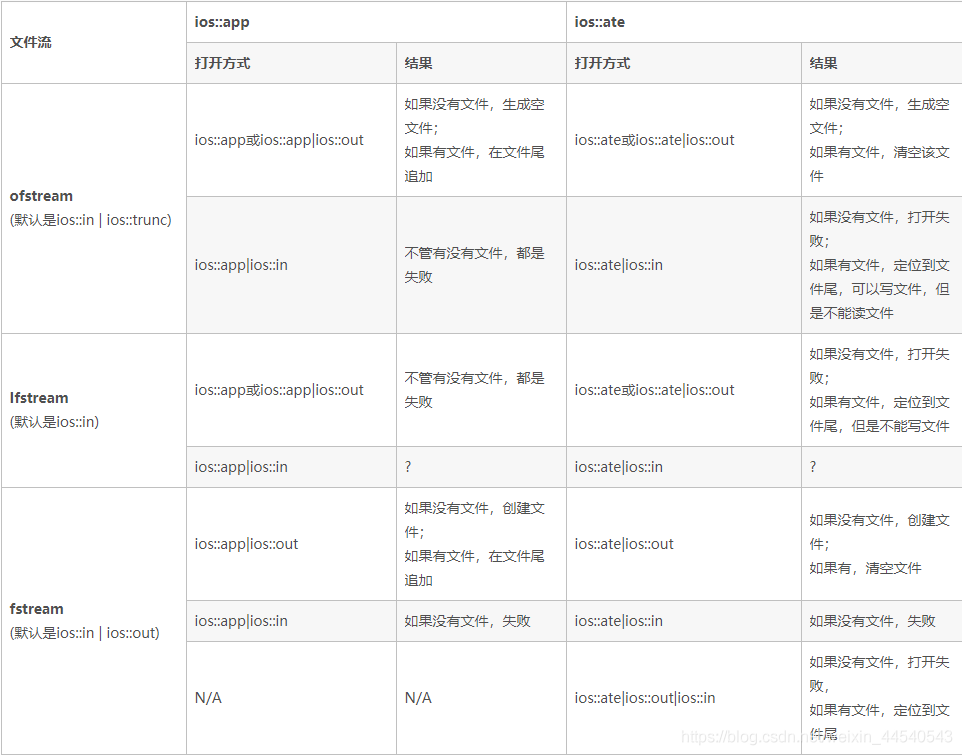 文件流
ios::app
ios::ate
打开方式
结果
打开方式
结果
ofstream
(默认是ios::in | ios::trunc)
ios::app或ios::app|ios::out
如果没有文件，生成空
文件；
如果有文件，在文件尾
追加
ios::ate或ios::ate|ios::out
如果没有文件，生成空
文件；
如果有文件，清空该文
件
ios::app|ios::in
不管有没有文件，都是
失败
ios::ate|ios::in
如果没有文件，打开失
败；
如果有文件，定位到文
件尾，可以写文件，但
是不能读文件
Ifstream
(默认是ios::in)
ios::app或ios::app|ios::out
不管有没有文件，都是
失败
ios::ate或ios::ate|ios::out
如果没有文件，打开失
败；
如果有文件，定位到文
件尾，但是不能写文件
ios::app|ios::in
?
ios::ate|ios::in
?
fstream
(默认是ios::in | ios::out)
ios::app|ios::out
如果没有文件，创建文
件；
如果有文件，在文件尾
追加
ios::ate|ios::out
如果没有文件，创建文
件；
如果有，清空文件
ios::app|ios::in
如果没有文件，失败
ios::ate|ios::in
如果没有文件，失败
N/A
N/A
ios::ate|ios::out|ios::in
如果没有文件，打开失
败，
如果有文件，定位到文
件尾
https://blog.csdn.net/weixin_44540543